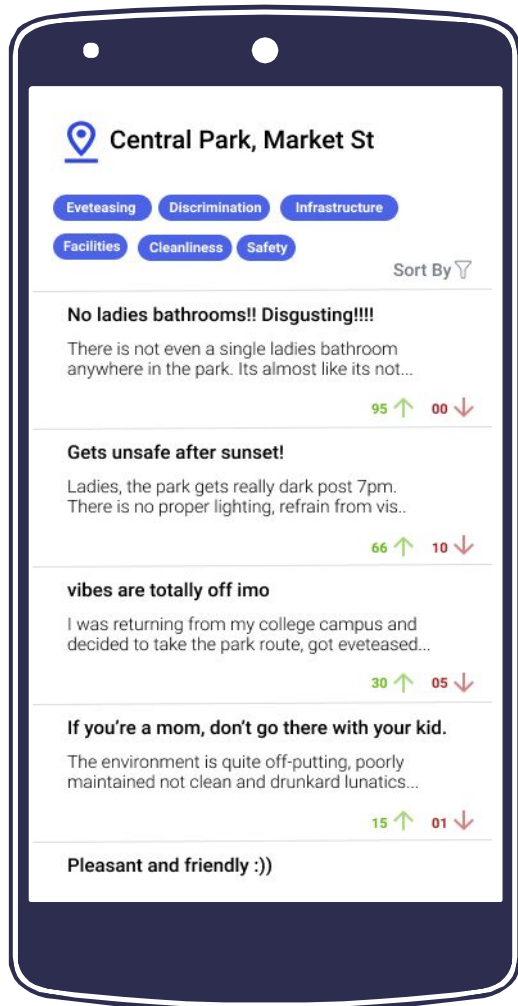 Central Park, Market St
Eveteasing Discrimination Infrastructure
Facilities Cleanliness Safety
Sort By
No ladies bathrooms!! Disgusting!!!!
There is not even a single ladies bathroom
anywhere in the park. Its almost like its not...
95 00
Gets unsafe after sunset!
Ladies, the park gets really dark post 7pm.
There is no proper lighting, refrain from vis..
66 10
vibes are totally off imo
I was returning from my college campus and
decided to take the park route, got eveteased...
30 05
If you’re a mom, don’t go there with your kid.
The environment is quite off-putting, poorly
maintained not clean and drunkard lunatics...
15 01
Pleasant and friendly :))